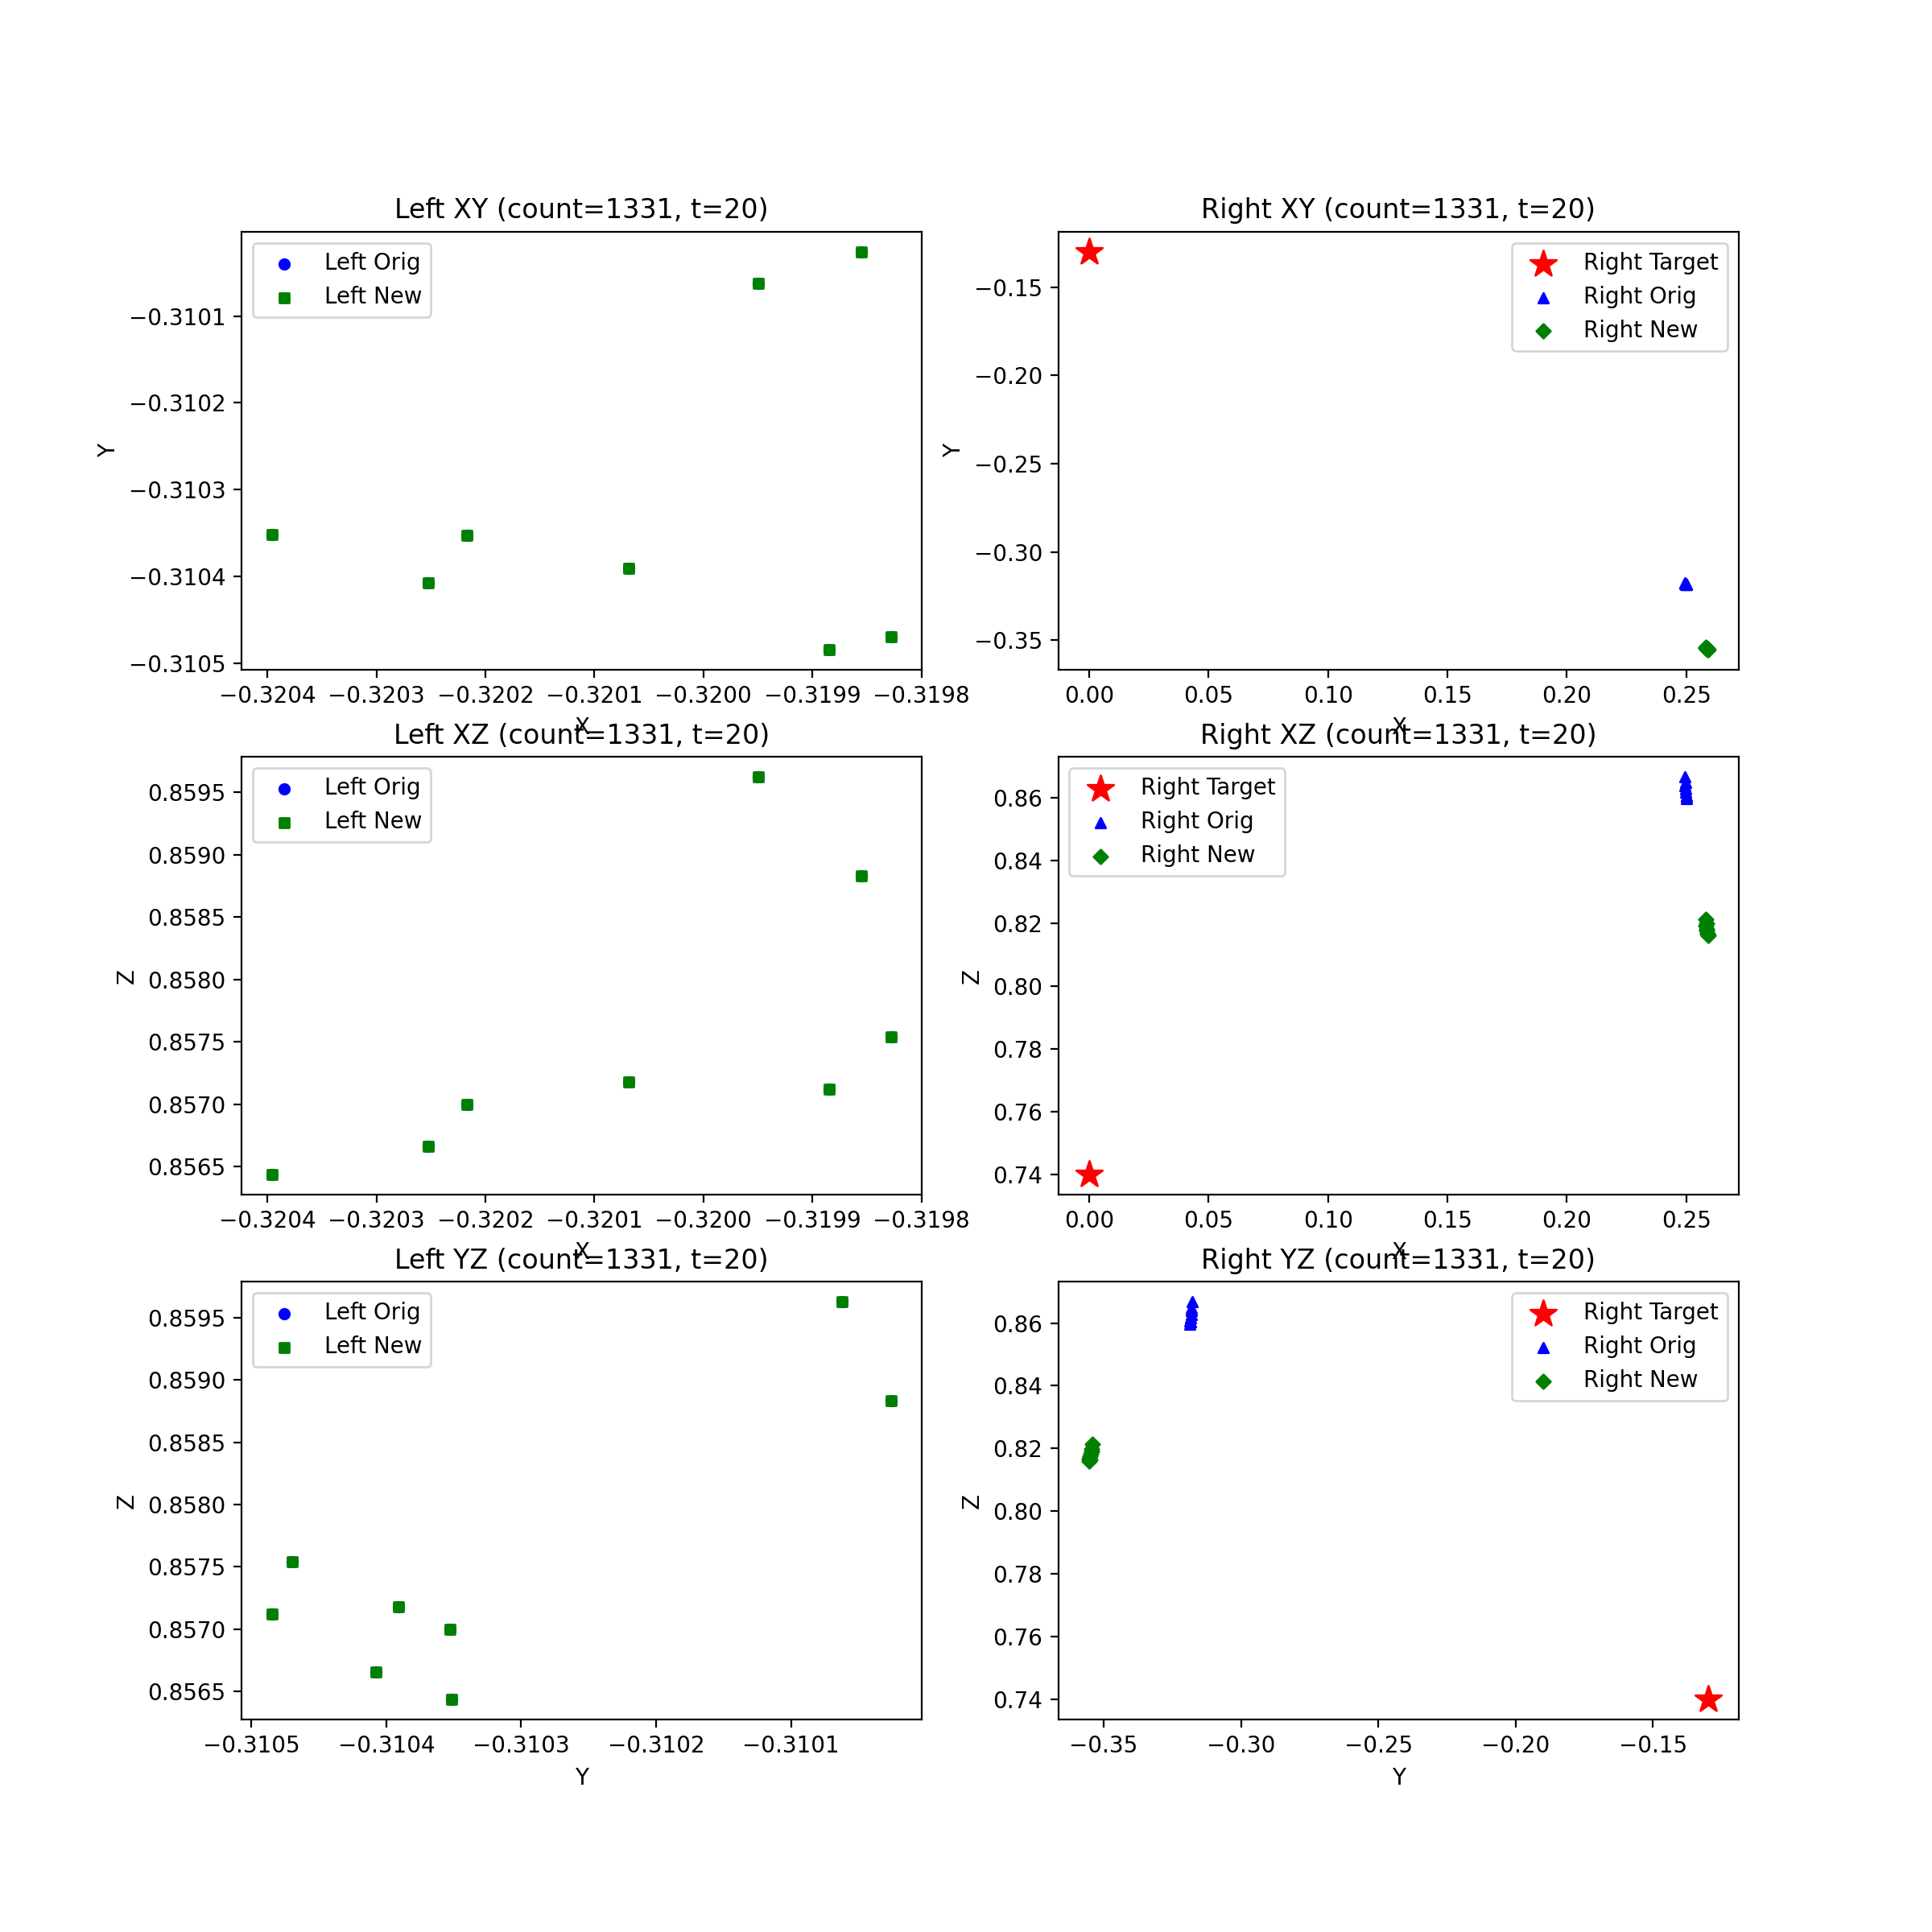 Left XY (count=1331, t=20)
Left Orig
Left New
Y
−0.3101
−0.3102
−0.3103
−0.3104
−0.3105
−0.3204 −0.3203 −0.3202 −0.3201 −0.3200 −0.3199 −0.3198
X
Right XY (count=1331, t=20)
Right Target
Right Orig
Right New
Y
−0.15
−0.20
−0.25
−0.30
−0.35
0.00 0.05 0.10 0.15 0.20 0.25
X
Left XZ (count=1331, t=20)
Left Orig
Left New
Z
0.8595
0.8590
0.8585
0.8580
0.8575
0.8570
0.8565
−0.3204 −0.3203 −0.3202 −0.3201 −0.3200 −0.3199 −0.3198
X
Right XZ (count=1331, t=20)
Right Target
Right Orig
Right New
Z
0.86
0.84
0.82
0.80
0.78
0.76
0.74
0.00 0.05 0.10 0.15 0.20 0.25
X
Left YZ (count=1331, t=20)
Left Orig
Left New
Z
0.8595
0.8590
0.8585
0.8580
0.8575
0.8570
0.8565
−0.3105 −0.3104 −0.3103 −0.3102 −0.3101
Y
Right YZ (count=1331, t=20)
Right Target
Right Orig
Right New
Z
0.86
0.84
0.82
0.80
0.78
0.76
0.74
−0.35 −0.30 −0.25 −0.20 −0.15
Y